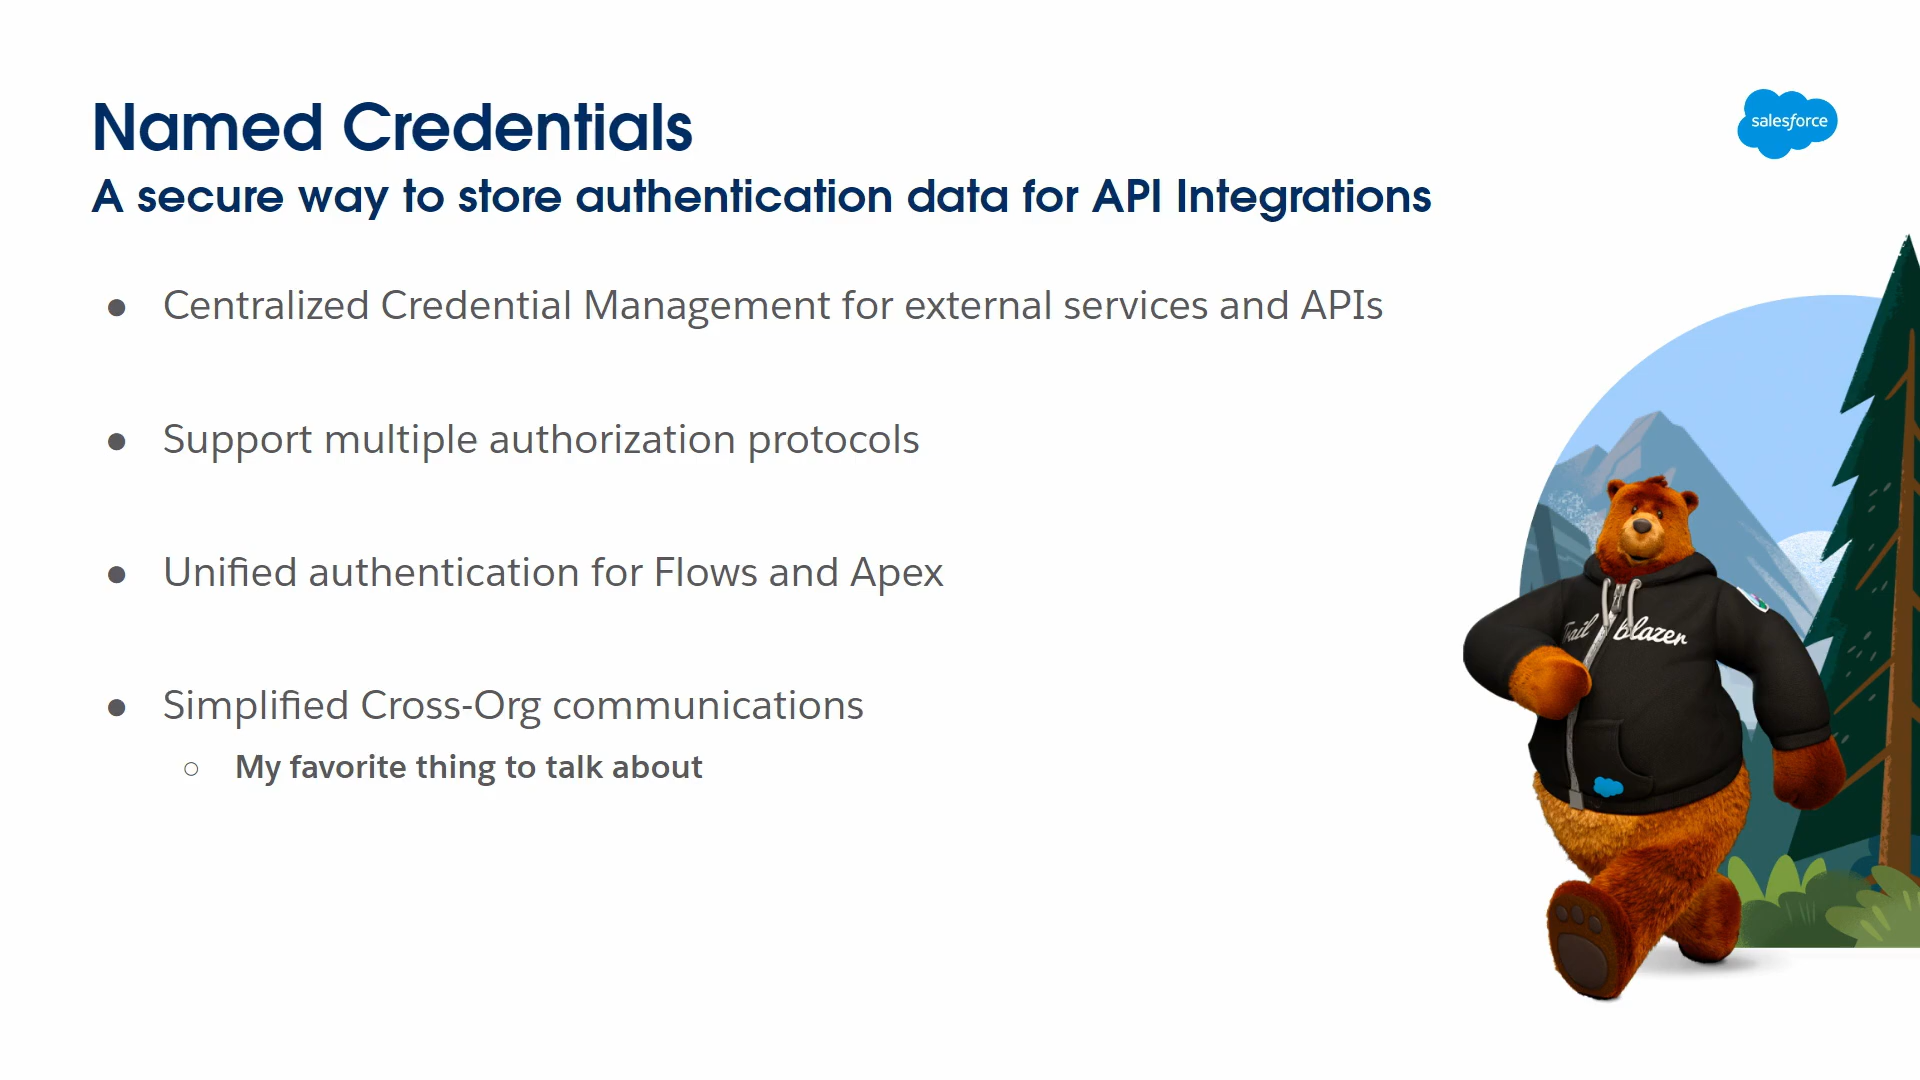 Named Credentials
salesforce
A secure way to store authentication data for API Integrations
● Centralized Credential Management for external services and APIs
● Support multiple authorization protocols
● Unified authentication for Flows and Apex
● Simplified Cross-Org communications
○ My favorite thing to talk about
Trail blazer